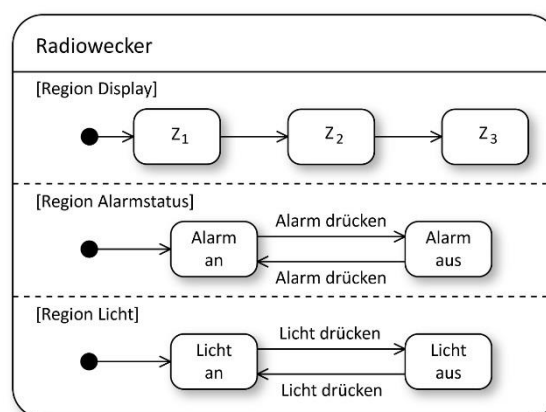 Radiowecker
[Region Display]
Z1
Z2
Z3
[Region Alarmstatus]
Alarm drücken
Alarm
an
Alarm
aus
Alarm drücken
[Region Licht]
Licht drücken
Licht
an
Licht
aus
Licht drücken